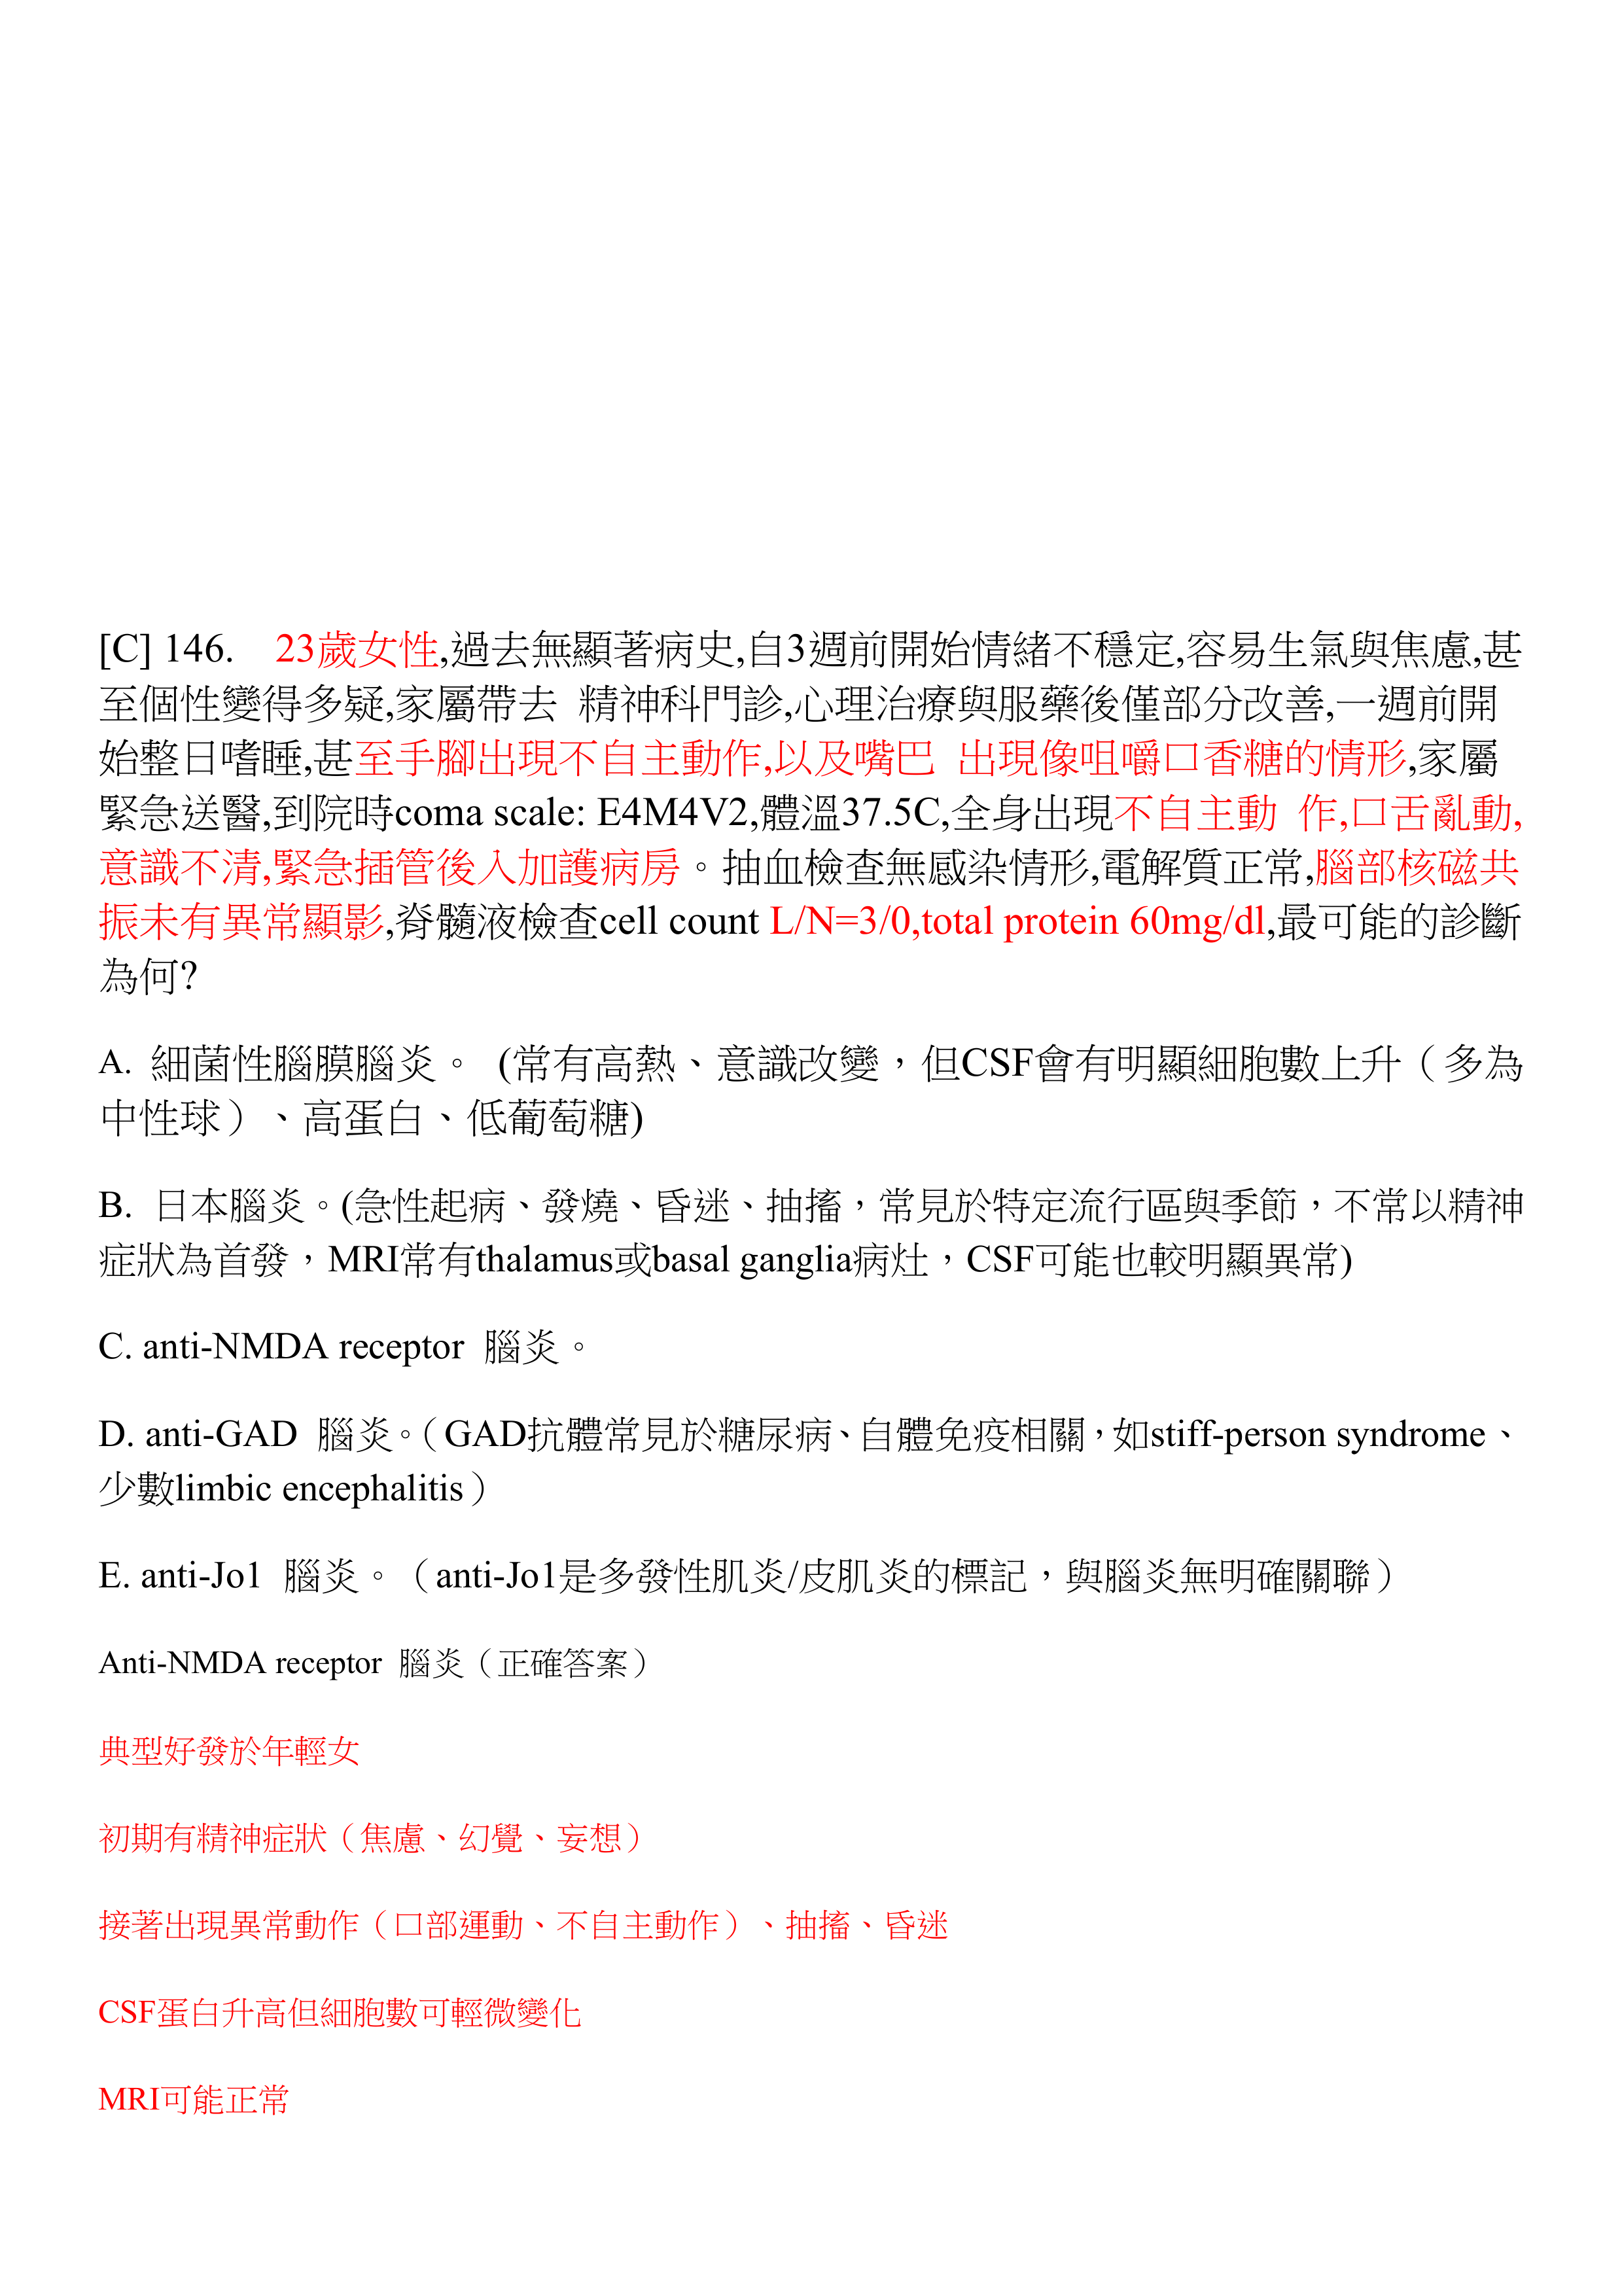 [C] 146. 23歲女性,過去無顯著病史,自3週前開始情緒不穩定,容易生氣與焦慮,甚
至個性變得多疑,家屬帶去 精神科門診,心理治療與服藥後僅部分改善,一週前開
始整日嗜睡,甚至手腳出現不自主動作,以及嘴巴 出現像咀嚼口香糖的情形,家屬
緊急送醫,到院時coma scale: E4M4V2,體溫37.5C,全身出現不自主動 作,口舌亂動,
意識不清,緊急插管後入加護病房。抽血檢查無感染情形,電解質正常,腦部核磁共
振未有異常顯影,脊髓液檢查cell count L/N=3/0,total protein 60mg/dl,最可能的診斷
為何?
A. 細菌性腦膜腦炎。 (常有高熱、意識改變，但CSF會有明顯細胞數上升（多為
中性球）、高蛋白、低葡萄糖)
B. 日本腦炎。(急性起病、發燒、昏迷、抽搐，常見於特定流行區與季節，不常以精神
症狀為首發，MRI常有thalamus或basal ganglia病灶，CSF可能也較明顯異常)
C. anti-NMDA receptor 腦炎。
D. anti-GAD 腦炎。（GAD抗體常見於糖尿病、自體免疫相關，如stiff-person syndrome、
少數limbic encephalitis）
E. anti-Jo1 腦炎。（anti-Jo1是多發性肌炎/皮肌炎的標記，與腦炎無明確關聯）
Anti-NMDA receptor 腦炎（正確答案）
典型好發於年輕女
初期有精神症狀（焦慮、幻覺、妄想）
接著出現異常動作（口部運動、不自主動作）、抽搐、昏迷
CSF蛋白升高但細胞數可輕微變化
MRI可能正常